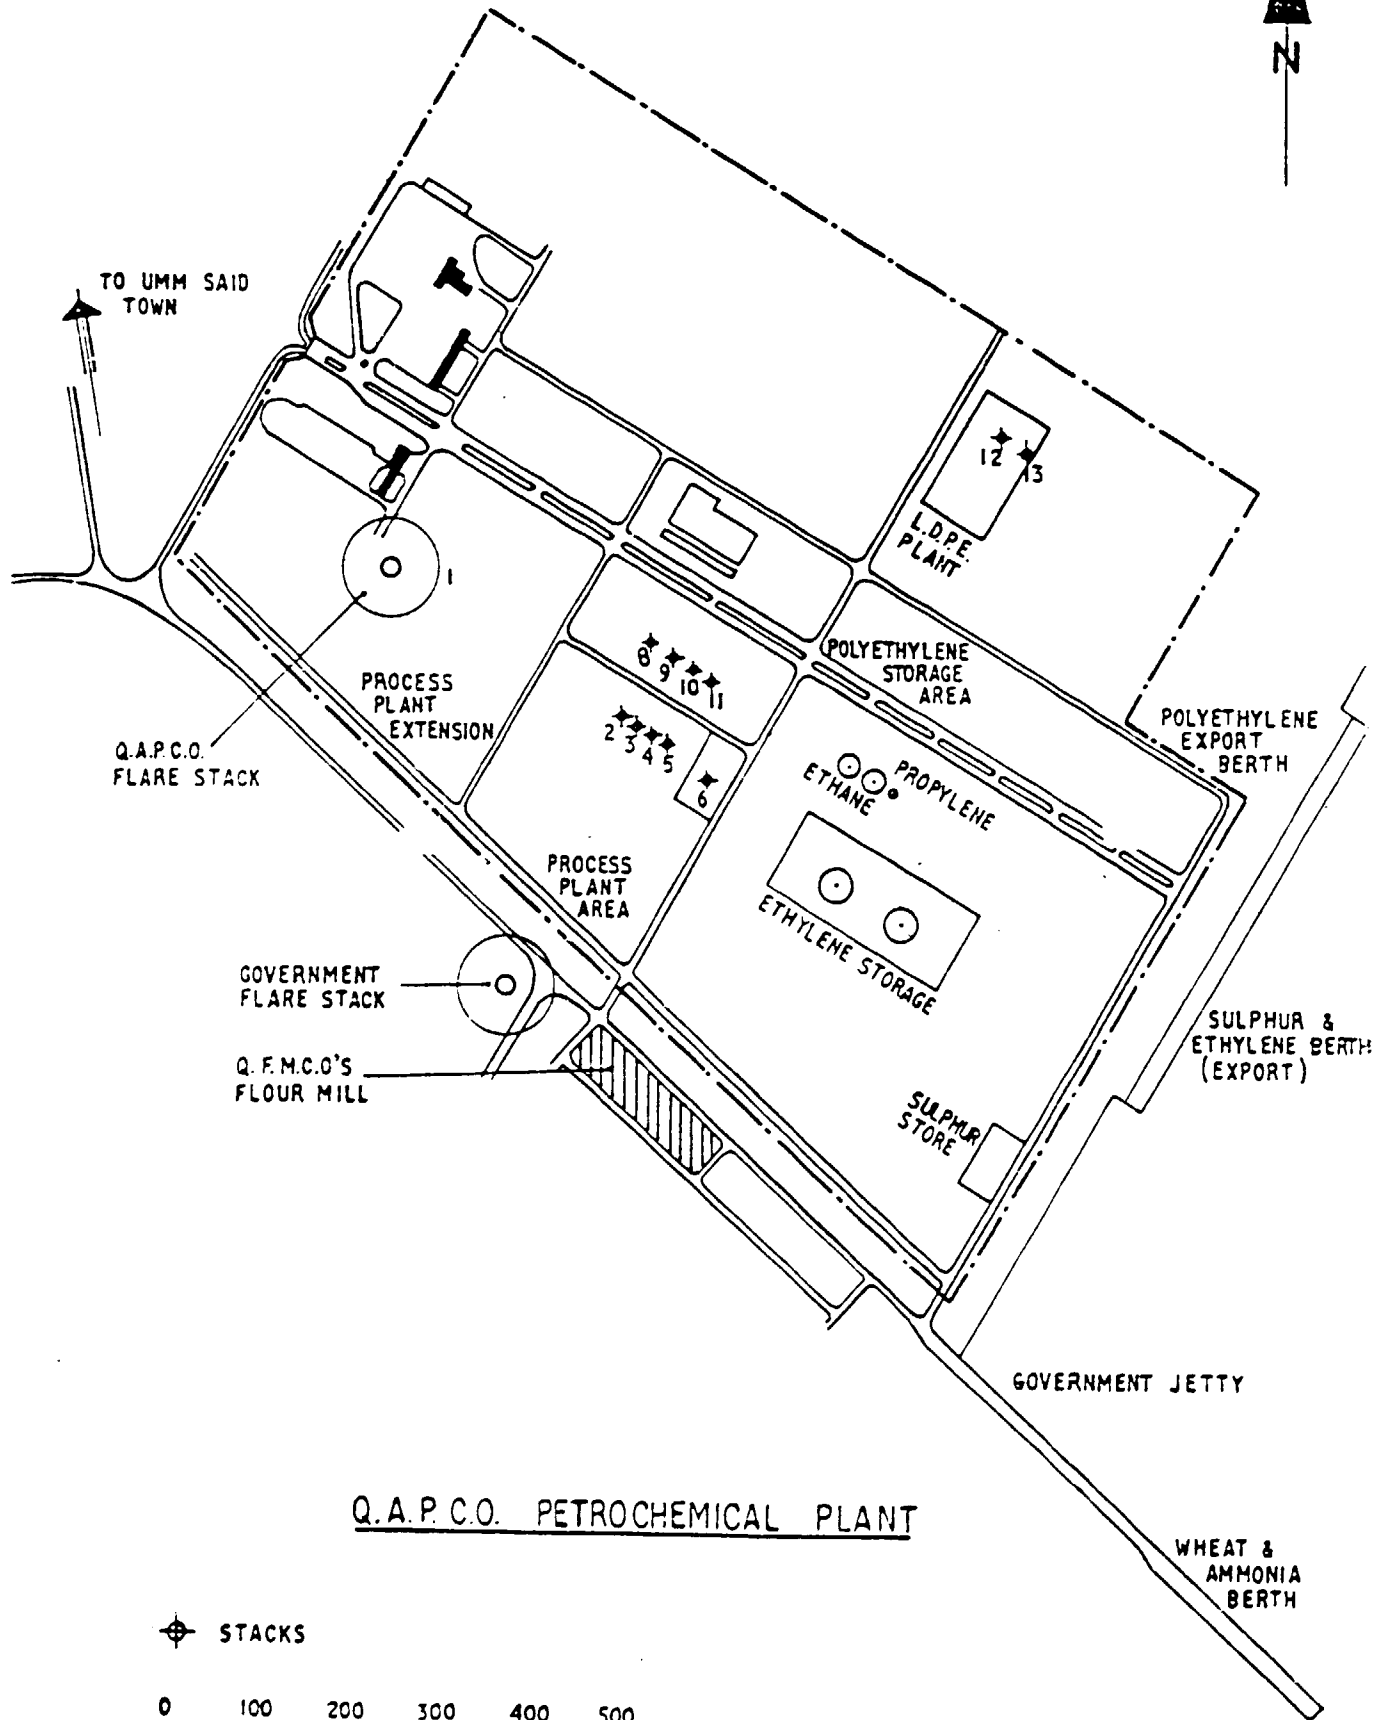 N
TO UMM SAID
TOWN
12
13
L.D.P.E.
PLANT
1
8
9
10
11
POLYETHYLENE
STORAGE
AREA
PROCESS
PLANT
EXTENSION
2
3
4
5
6
POLYETHYLENE
EXPORT
BERTH
Q.A.P.C.O.
FLARE STACK
ETHANE
PROPYLENE
PROCESS
PLANT
AREA
ETHYLENE STORAGE
GOVERNMENT
FLARE STACK
SULPHUR &
ETHYLENE BERTH
(EXPORT)
Q.F.M.C.O'S
FLOUR MILL
SULPHUR
STORE
GOVERNMENT JETTY
Q.A.P.C.O. PETROCHEMICAL PLANT
WHEAT &
AMMONIA
BERTH
STACKS
0 100 200 300 400 500